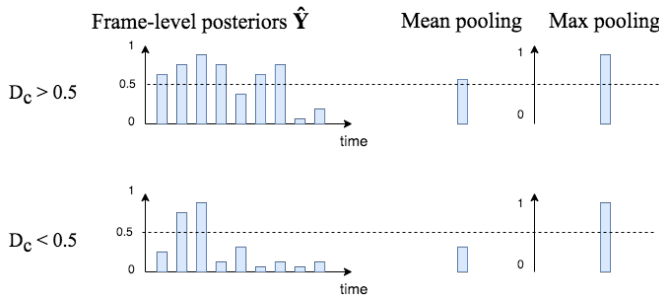 Frame-level posteriors Ŷ Mean pooling Max pooling
1 1
D_c > 0.5 0.5
0 0
time
1 1
D_c < 0.5 0.5
0 0
time